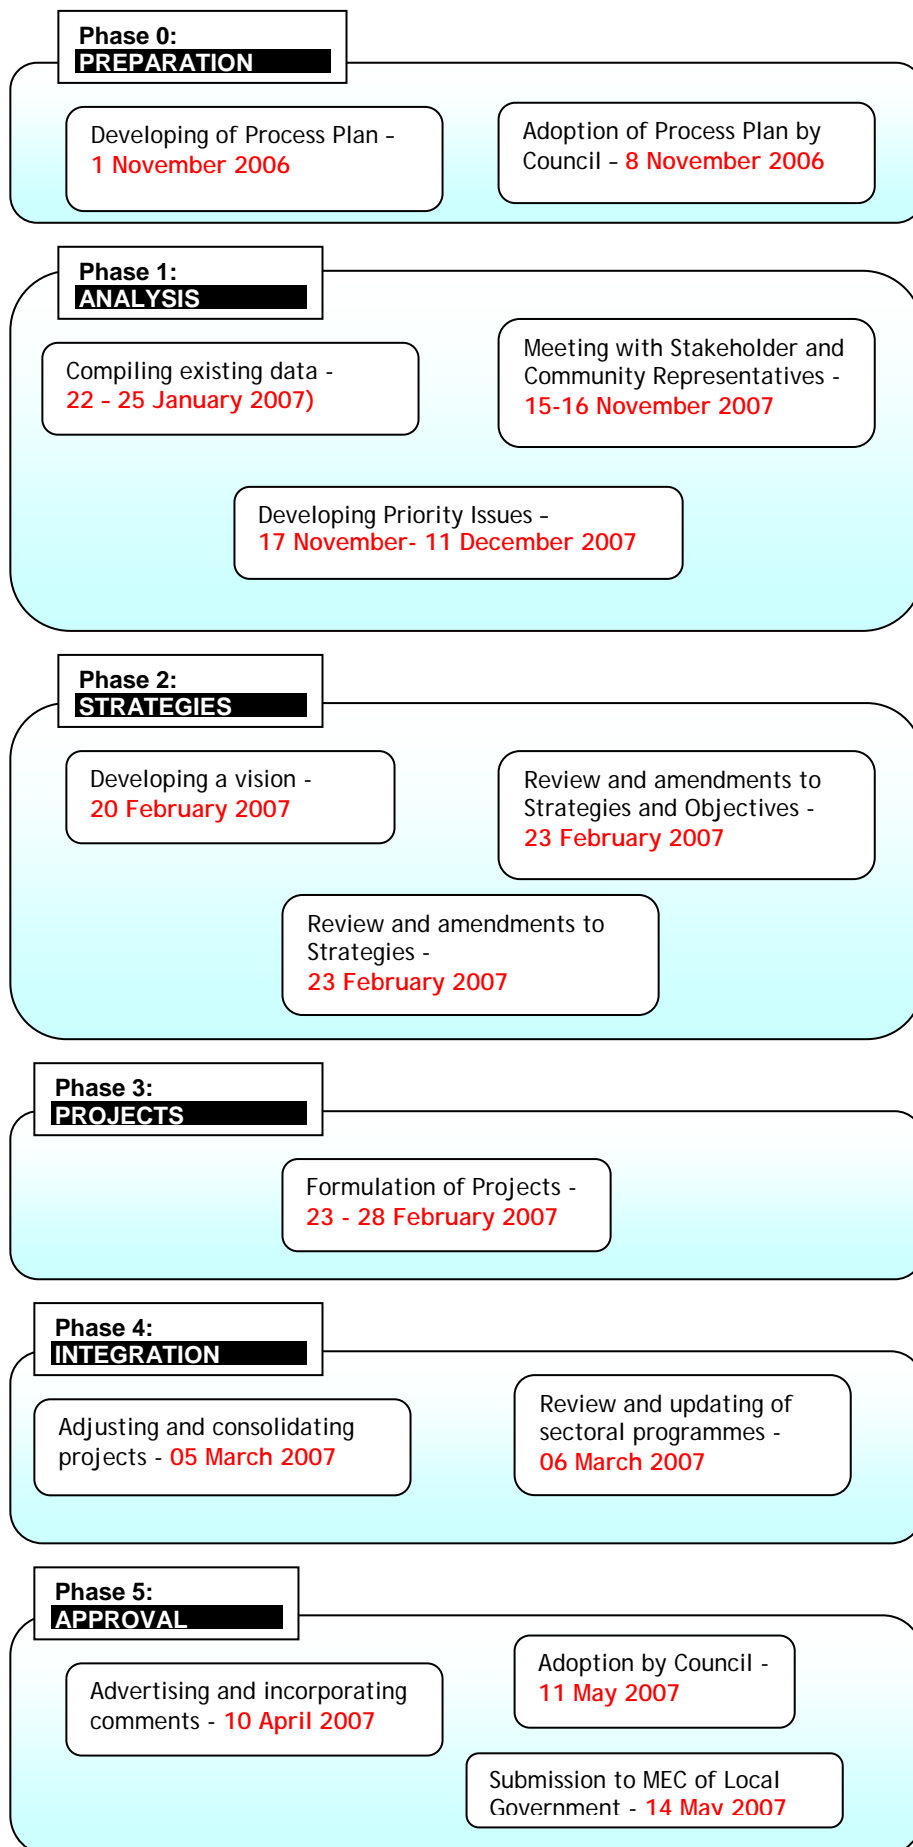 Phase 0:
PREPARATION
Developing of Process Plan –
1 November 2006
Adoption of Process Plan by
Council – 8 November 2006
Phase 1:
ANALYSIS
Compiling existing data -
22 – 25 January 2007)
Meeting with Stakeholder and
Community Representatives -
15-16 November 2007
Developing Priority Issues –
17 November- 11 December 2007
Phase 2:
STRATEGIES
Developing a vision -
20 February 2007
Review and amendments to
Strategies and Objectives -
23 February 2007
Review and amendments to
Strategies -
23 February 2007
Phase 3:
PROJECTS
Formulation of Projects -
23 - 28 February 2007
Phase 4:
INTEGRATION
Adjusting and consolidating
projects - 05 March 2007
Review and updating of
sectoral programmes -
06 March 2007
Phase 5:
APPROVAL
Advertising and incorporating
comments - 10 April 2007
Adoption by Council -
11 May 2007
Submission to MEC of Local
Government - 14 May 2007